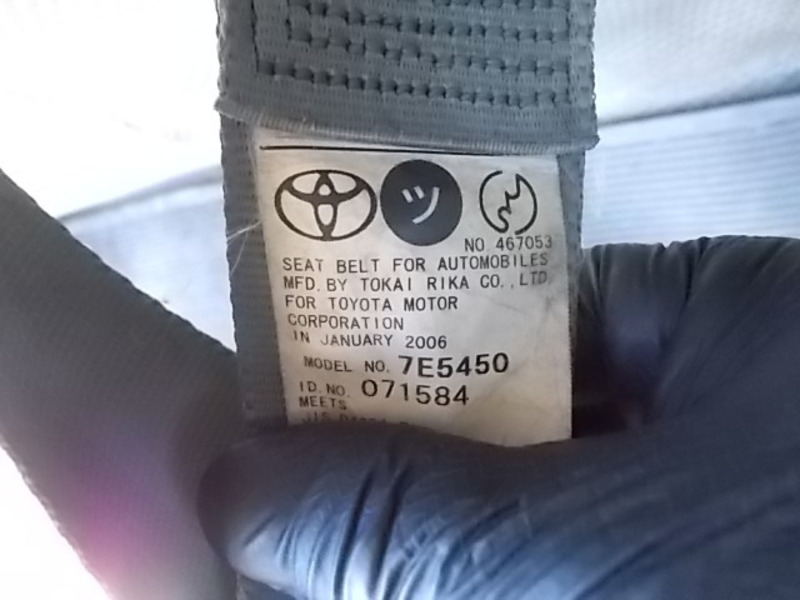 ツ
NO. 467053
SEAT BELT FOR AUTOMOBILES
MFD. BY TOKAI RIKA CO., LTD.
FOR TOYOTA MOTOR
CORPORATION
IN JANUARY 2006
MODEL NO. 7E5450
ID. NO. 071584
MEETS
JIS